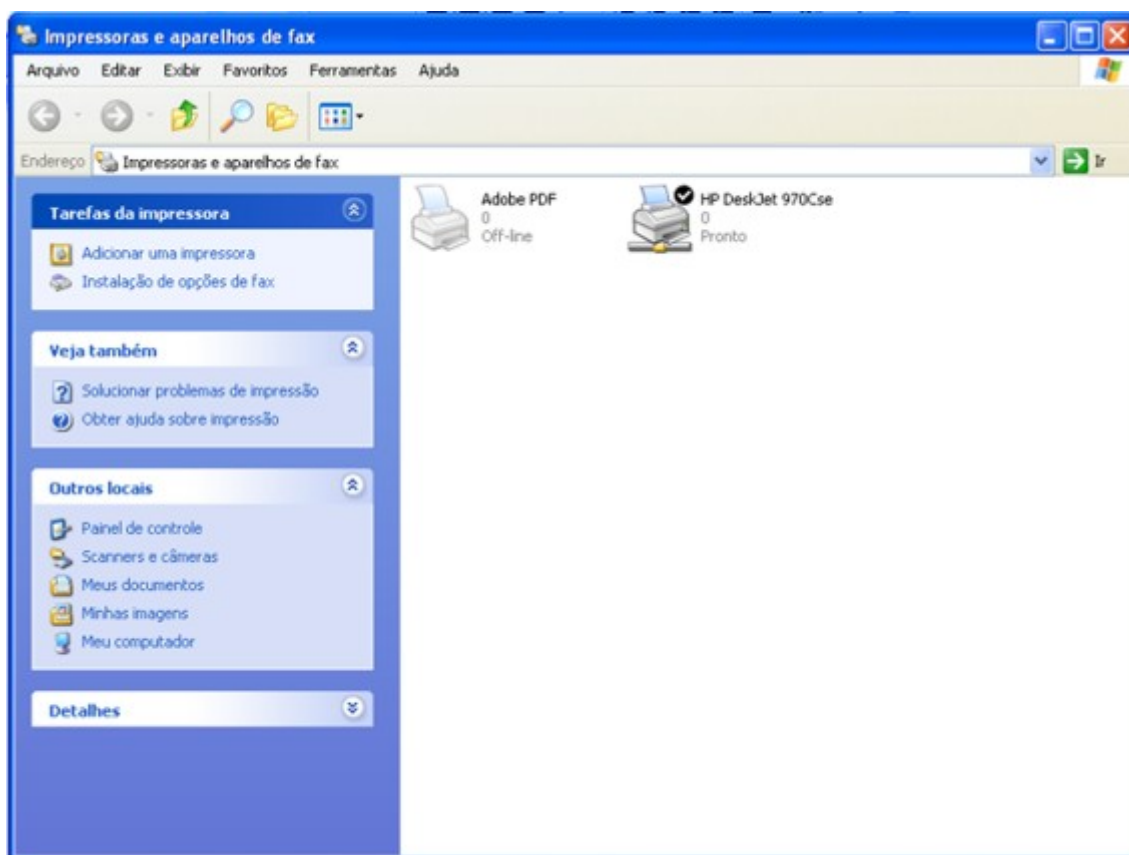 Impressoras e aparelhos de fax
Arquivo Editar Exibir Favoritos Ferramentas Ajuda
Endereço Impressoras e aparelhos de fax Ir
Tarefas da impressora
Adicionar uma impressora
Instalação de opções de fax
Veja também
Solucionar problemas de impressão
Obter ajuda sobre impressão
Outros locais
Painel de controle
Scanners e câmeras
Meus documentos
Minhas imagens
Meu computador
Detalhes
Adobe PDF
0
Off-line
HP DeskJet 970Cse
0
Pronto